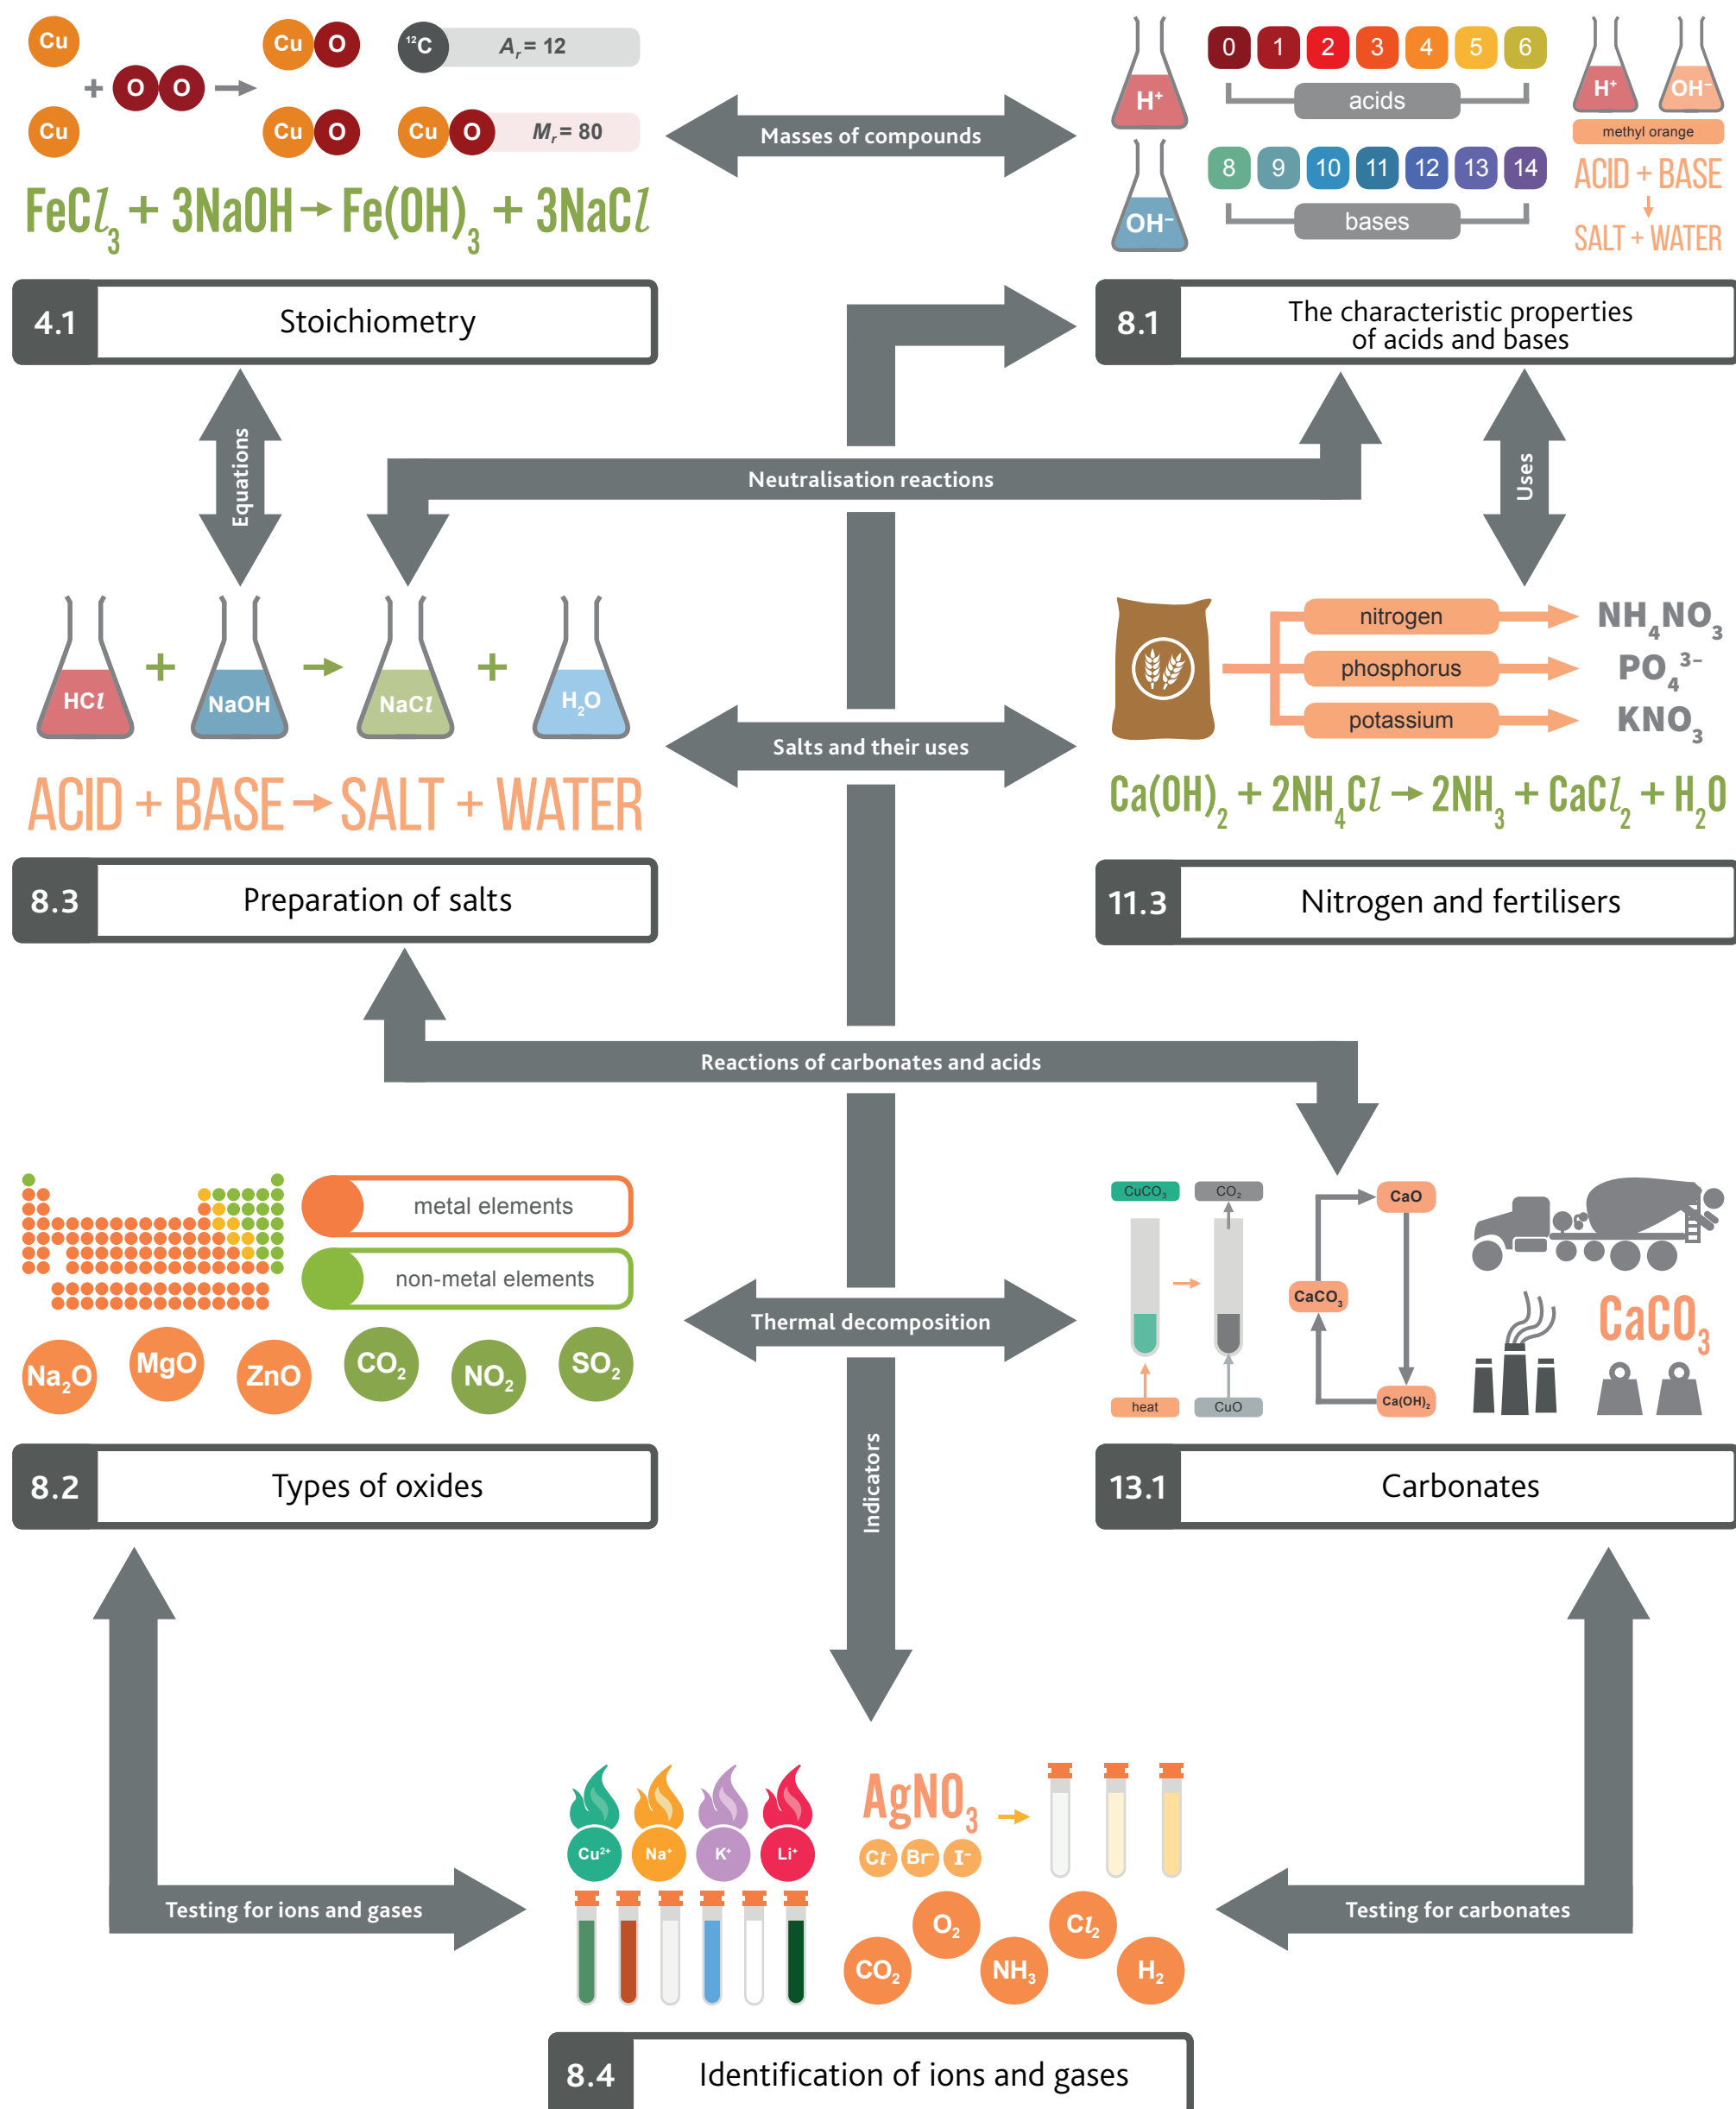 Cu
Cu
+ O O →
Cu O
Cu O
¹²C Aᵣ = 12
Cu O Mᵣ = 80
FeCl₃ + 3NaOH → Fe(OH)₃ + 3NaCl
4.1 Stoichiometry
Masses of compounds
H⁺
OH⁻
0 1 2 3 4 5 6
acids
8 9 10 11 12 13 14
bases
H⁺ OH⁻
methyl orange
ACID + BASE
↓
SALT + WATER
8.1 The characteristic properties
of acids and bases
Equations
Neutralisation reactions
Uses
HCl + NaOH → NaCl + H₂O
ACID + BASE → SALT + WATER
8.3 Preparation of salts
Salts and their uses
nitrogen NH₄NO₃
phosphorus PO₄³⁻
potassium KNO₃
Ca(OH)₂ + 2NH₄Cl → 2NH₃ + CaCl₂ + H₂O
11.3 Nitrogen and fertilisers
Reactions of carbonates and acids
metal elements
non-metal elements
Na₂O MgO ZnO CO₂ NO₂ SO₂
8.2 Types of oxides
Thermal decomposition
CuCO₃ CO₂
heat CuO
CaO
CaCO₃
Ca(OH)₂
CaCO₃
13.1 Carbonates
Indicators
Testing for ions and gases
Testing for carbonates
Cu²⁺ Na⁺ K⁺ Li⁺
AgNO₃ →
Cl⁻ Br⁻ I⁻
CO₂ O₂ NH₃ Cl₂ H₂
8.4 Identification of ions and gases